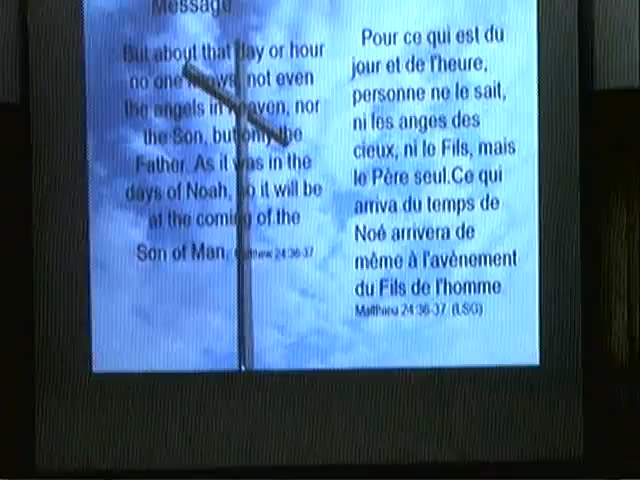 Message
But about that day or hour
no one knows, not even
the angels in heaven, nor
the Son, but only the
Father. As it was in the
days of Noah, so it will be
at the coming of the
Son of Man. Matthew 24:36-37
Pour ce qui est du
jour et de l'heure,
personne ne le sait,
ni les anges des
cieux, ni le Fils, mais
le Père seul.Ce qui
arriva du temps de
Noé arrivera de
même à l'avènement
du Fils de l'homme
Matthieu 24:36-37 (LSG)